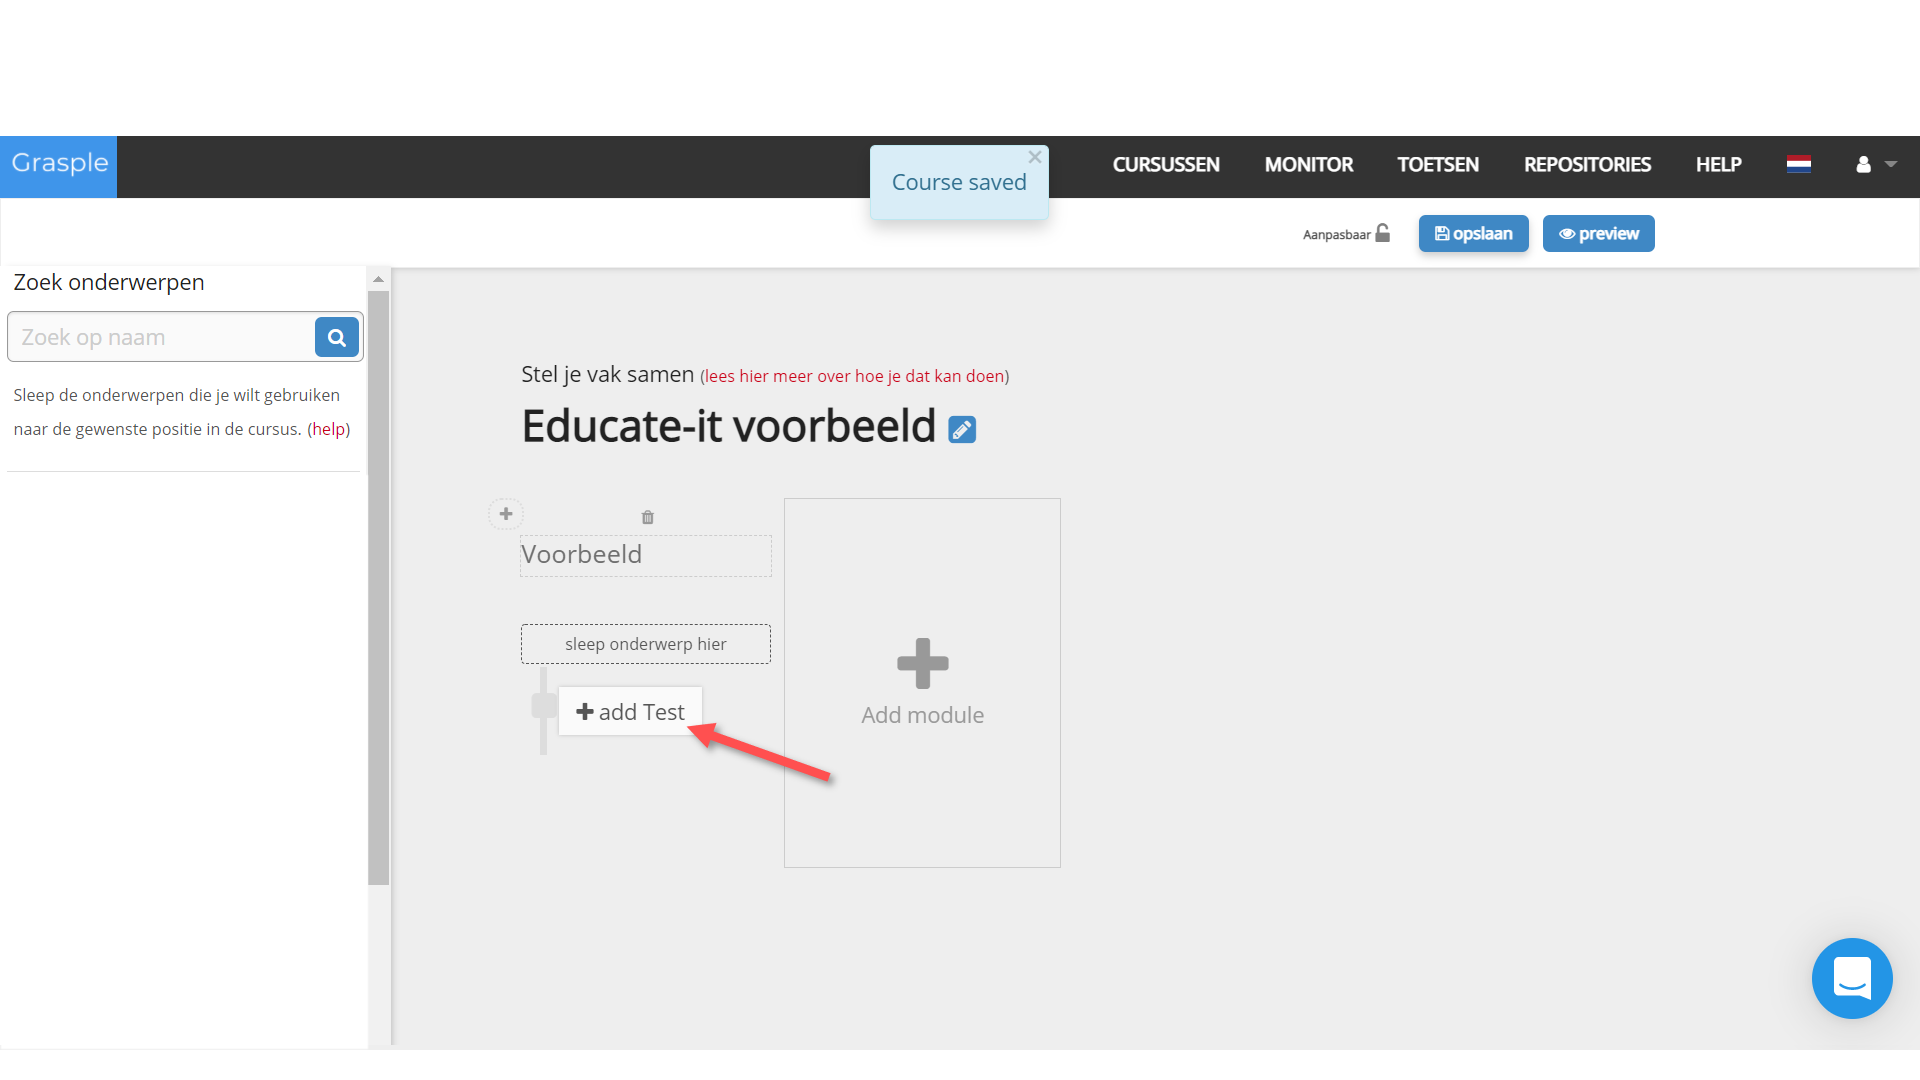 Grasple
Course saved
CURSUSSEN
MONITOR
TOETSEN
REPOSITORIES
HELP
Aanpasbaar
opslaan
preview
Zoek onderwerpen
Zoek op naam
Sleep de onderwerpen die je wilt gebruiken
naar de gewenste positie in de cursus. (help)
Stel je vak samen (lees hier meer over hoe je dat kan doen)
Educate-it voorbeeld
Voorbeeld
sleep onderwerp hier
add Test
Add module